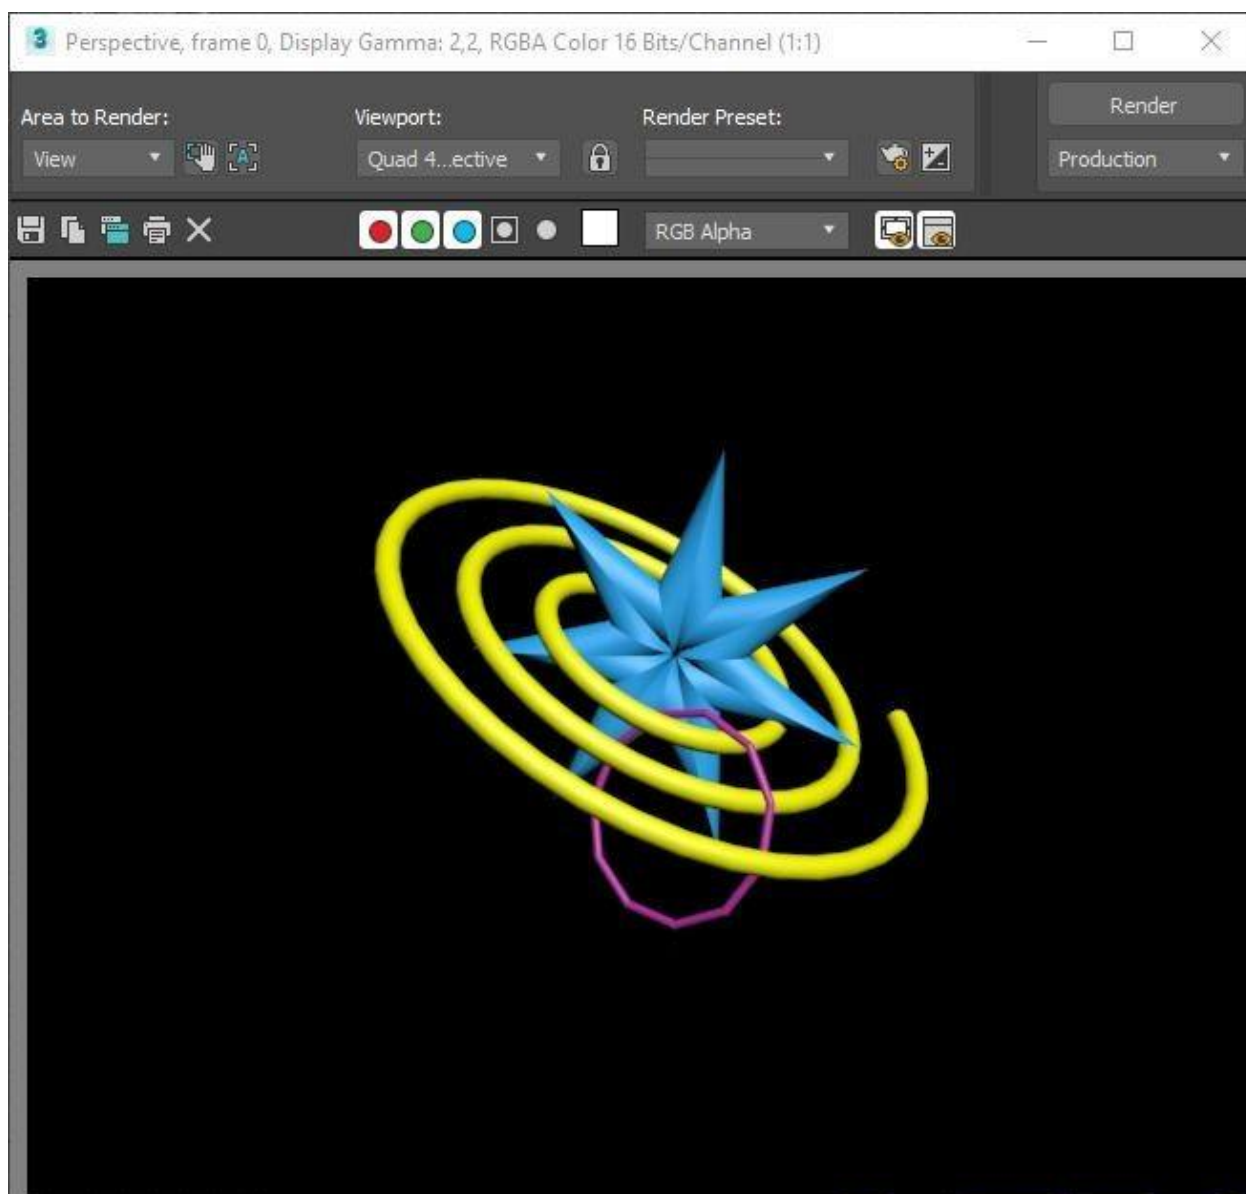 3 Perspective, frame 0, Display Gamma: 2,2, RGBA Color 16 Bits/Channel (1:1)
Area to Render: Viewport: Render Preset: Render
View A Quad 4...ective Production
RGB Alpha